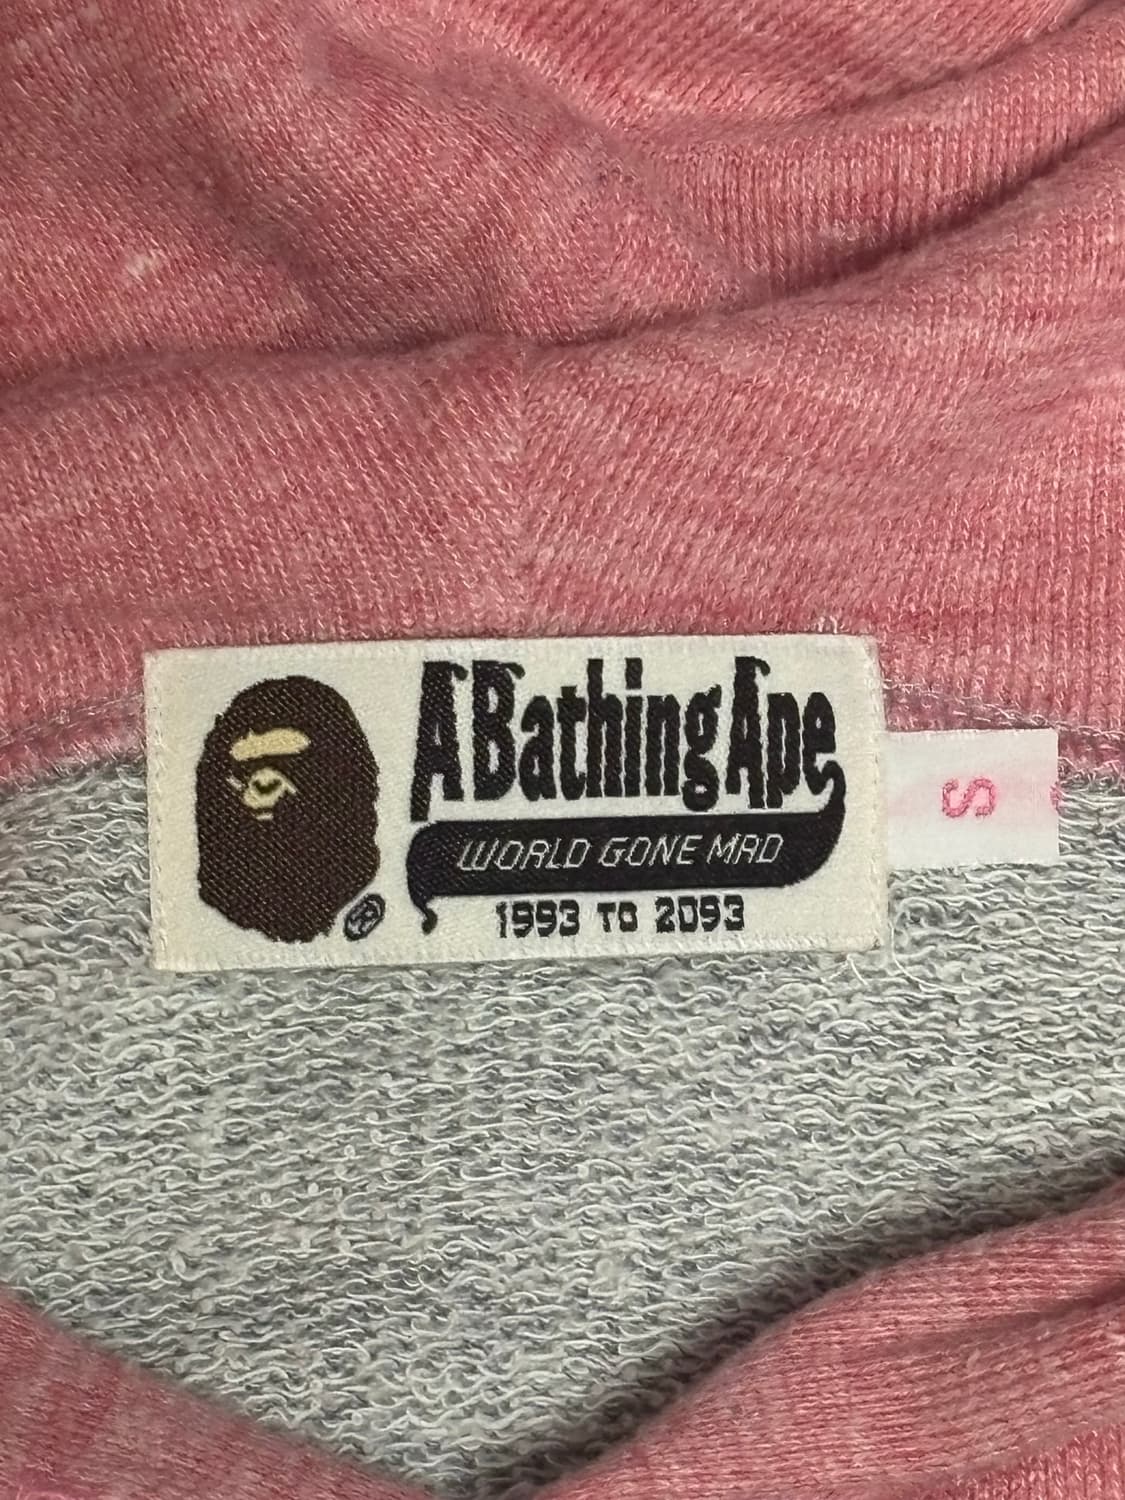 A Bathing Ape
WORLD GONE MAD
1993 TO 2093
®
S